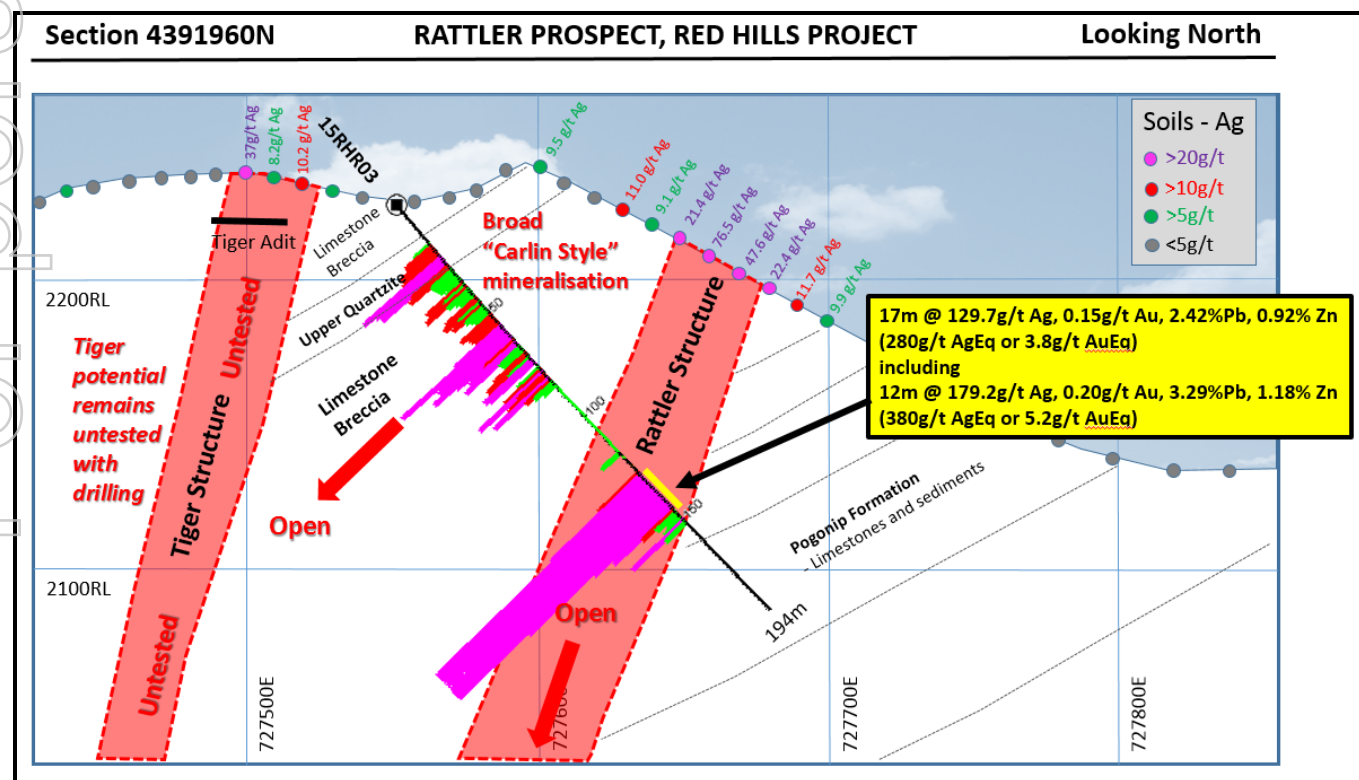 Section 4391960N
RATTLER PROSPECT, RED HILLS PROJECT
Looking North
37g/t Ag
8.2g/t Ag
10.2 g/t Ag
15RHR03
9.5 g/t Ag
11.0 g/t Ag
9.1 g/t Ag
21.4 g/t Ag
76.5 g/t Ag
47.6 g/t Ag
22.4 g/t Ag
11.7 g/t Ag
9.9 g/t Ag
Soils - Ag
>20g/t
>10g/t
>5g/t
<5g/t
Tiger Adit
Limestone
Breccia
Broad
“Carlin Style”
mineralisation
2200RL
Upper Quartzite
50
Untested
Tiger
potential
remains
untested
with
drilling
Tiger Structure
Limestone
Breccia
Open
100
Rattler Structure
17m @ 129.7g/t Ag, 0.15g/t Au, 2.42%Pb, 0.92% Zn
(280g/t AgEq or 3.8g/t AuEq)
including
12m @ 179.2g/t Ag, 0.20g/t Au, 3.29%Pb, 1.18% Zn
(380g/t AgEq or 5.2g/t AuEq)
150
Pogonip Formation
- Limestones and sediments
2100RL
Open
194m
Untested
727500E
727600
727700E
727800E